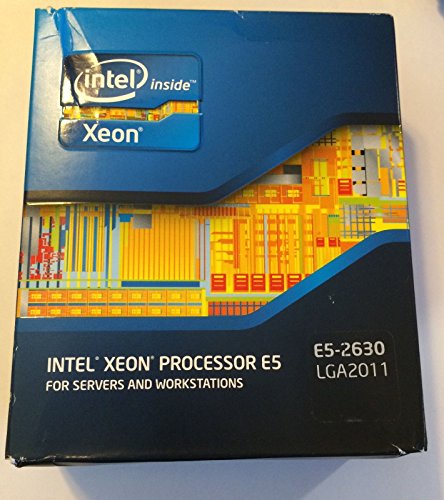 intel inside™
Xeon®
INTEL® XEON® PROCESSOR E5
FOR SERVERS AND WORKSTATIONS
E5-2630
LGA2011